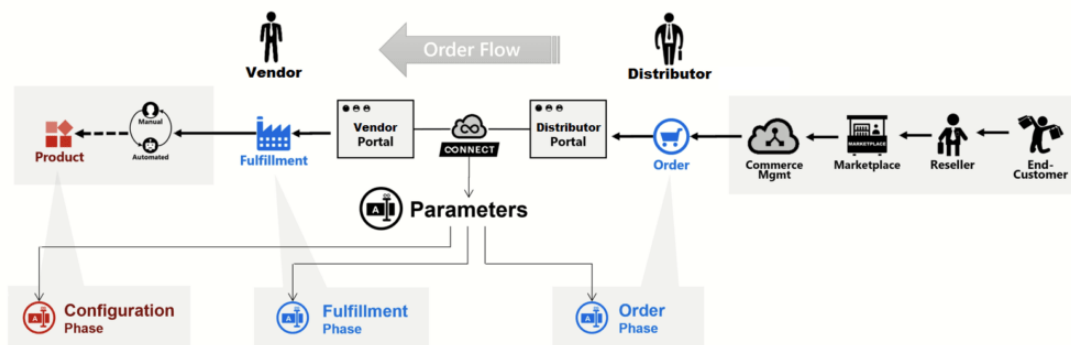 Order Flow
Vendor
Distributor
Manual
Automated
Product
Fulfillment
Vendor
Portal
CONNECT
Distributor
Portal
Order
Commerce
Mgmt
MARKETPLACE
Marketplace
Reseller
End-
Customer
A
Parameters
A
Configuration
Phase
A
Fulfillment
Phase
A
Order
Phase